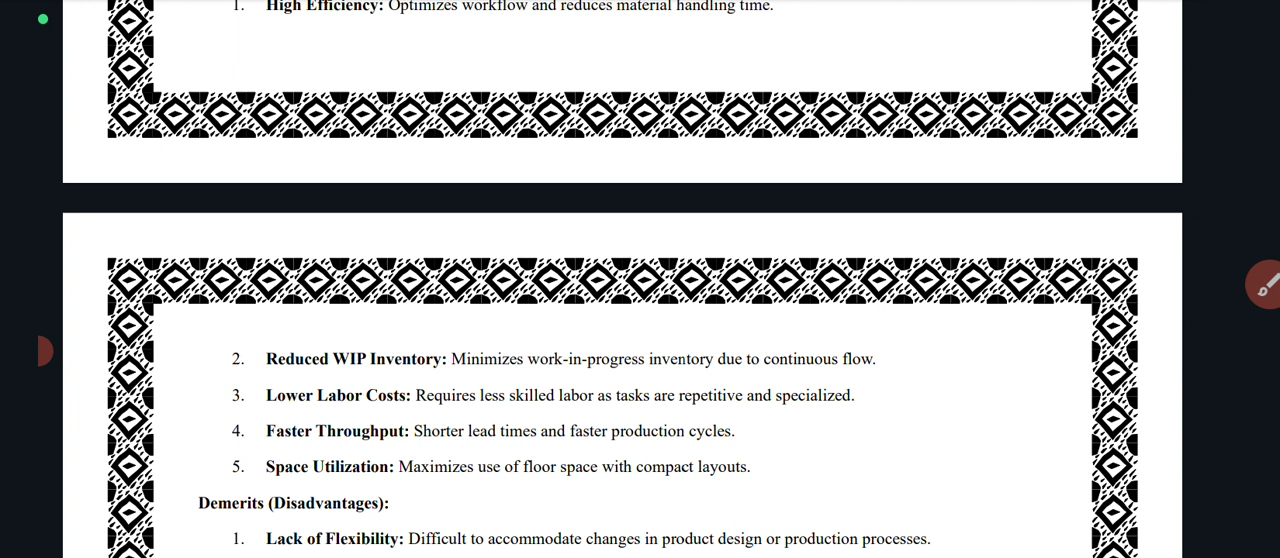 1. High Efficiency: Optimizes workflow and reduces material handling time.
2. Reduced WIP Inventory: Minimizes work-in-progress inventory due to continuous flow.
3. Lower Labor Costs: Requires less skilled labor as tasks are repetitive and specialized.
4. Faster Throughput: Shorter lead times and faster production cycles.
5. Space Utilization: Maximizes use of floor space with compact layouts.
Demerits (Disadvantages):
1. Lack of Flexibility: Difficult to accommodate changes in product design or production processes.